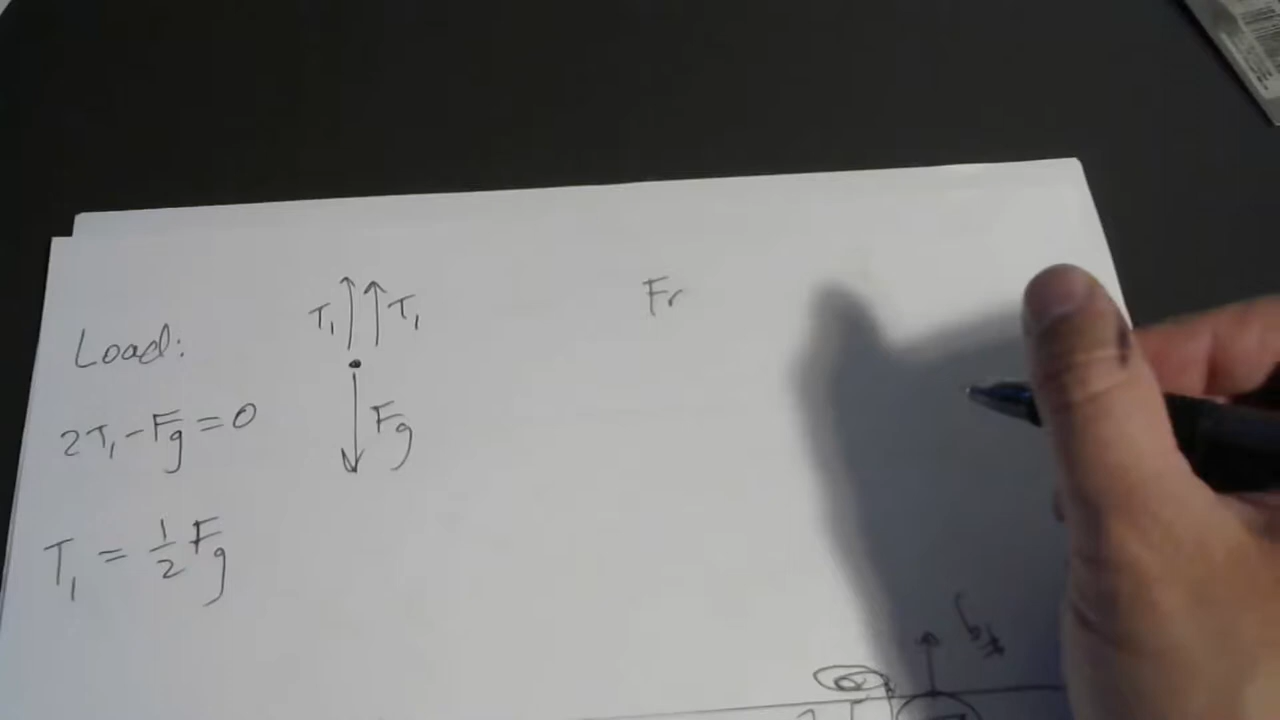 T₁ T₁
Fr
Load:
2T₁ - Fg = 0
Fg
T₁ = ½ Fg